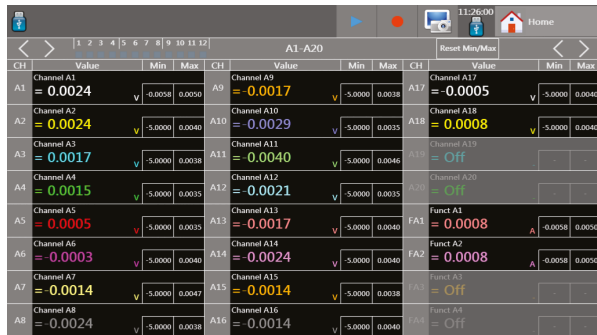 11:26:00
Home
1 2 3 4 5 6 7 8 9 10 11 12
A1-A20
Reset Min/Max
CH Value Min Max CH Value Min Max CH Value Min Max
A1 Channel A1 = 0.0024 V -0.0058 0.0050
A9 Channel A9 =-0.0017 V -5.0000 0.0038
A17 Channel A17 =-0.0005 V -5.0000 0.0040
A2 Channel A2 = 0.0024 V -5.0000 0.0040
A10 Channel A10 =-0.0029 V -5.0000 0.0035
A18 Channel A18 = 0.0008 V -5.0000 0.0040
A3 Channel A3 = 0.0017 V -5.0000 0.0038
A11 Channel A11 =-0.0040 V -5.0000 0.0046
A19 Channel A19 = Off - -
A4 Channel A4 = 0.0015 V -5.0000 0.0035
A12 Channel A12 =-0.0021 V -5.0000 0.0035
A20 Channel A20 = Off - -
A5 Channel A5 = 0.0005 V -5.0000 0.0035
A13 Channel A13 =-0.0017 V -5.0000 0.0040
FA1 Funct A1 = 0.0008 A -0.0058 0.0050
A6 Channel A6 =-0.0003 V -5.0000 0.0040
A14 Channel A14 =-0.0024 V -5.0000 0.0040
FA2 Funct A2 = 0.0008 A -0.0058 0.0050
A7 Channel A7 =-0.0014 V -5.0000 0.0047
A15 Channel A15 =-0.0014 V -5.0000 0.0038
FA3 Funct A3 = Off - -
A8 Channel A8 =-0.0024 V -5.0000 0.0038
A16 Channel A16 =-0.0014 V -5.0000 0.0040
FA4 Funct A4 = Off - -